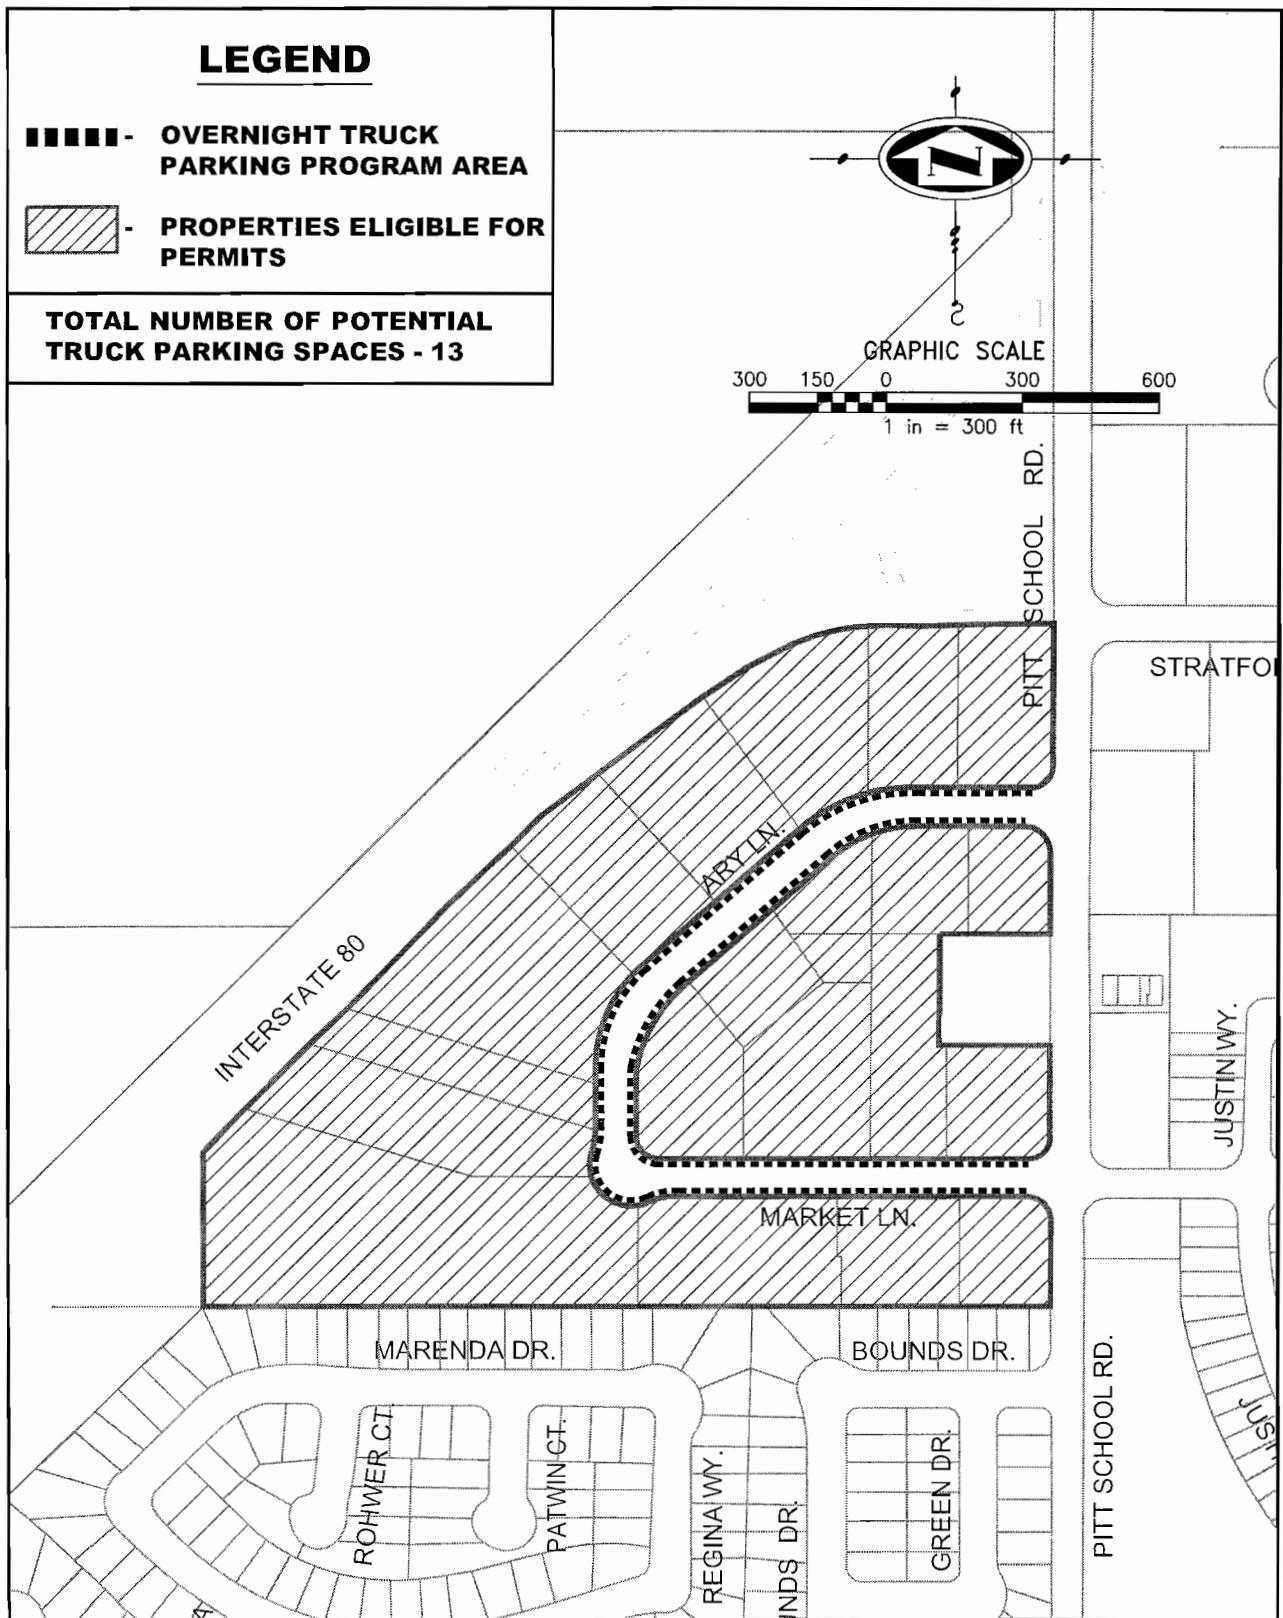 LEGEND
- OVERNIGHT TRUCK
PARKING PROGRAM AREA
- PROPERTIES ELIGIBLE FOR
PERMITS
TOTAL NUMBER OF POTENTIAL
TRUCK PARKING SPACES - 13
N
S
GRAPHIC SCALE
300 150 0 300 600
1 in = 300 ft
PITT SCHOOL RD.
STRATFO
ARY LN.
INTERSTATE 80
JUSTIN WY.
MARKET LN.
MARENDA DR.
BOUNDS DR.
ROHWER CT.
PATWIN CT.
REGINA WY.
NDS DR.
GREEN DR.
PITT SCHOOL RD.